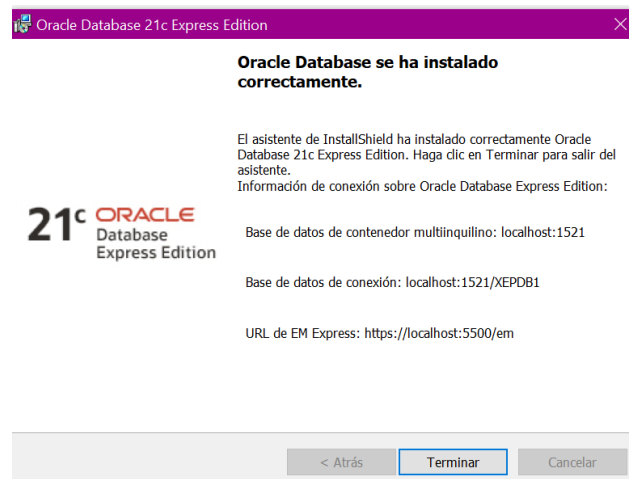 Oracle Database 21c Express Edition
Oracle Database se ha instalado
correctamente.
El asistente de InstallShield ha instalado correctamente Oracle
Database 21c Express Edition. Haga clic en Terminar para salir del
asistente.
Información de conexión sobre Oracle Database Express Edition:
21c ORACLE
Database
Express Edition
Base de datos de contenedor multiinquilino: localhost:1521
Base de datos de conexión: localhost:1521/XEPDB1
URL de EM Express: https://localhost:5500/em
< Atrás
Terminar
Cancelar